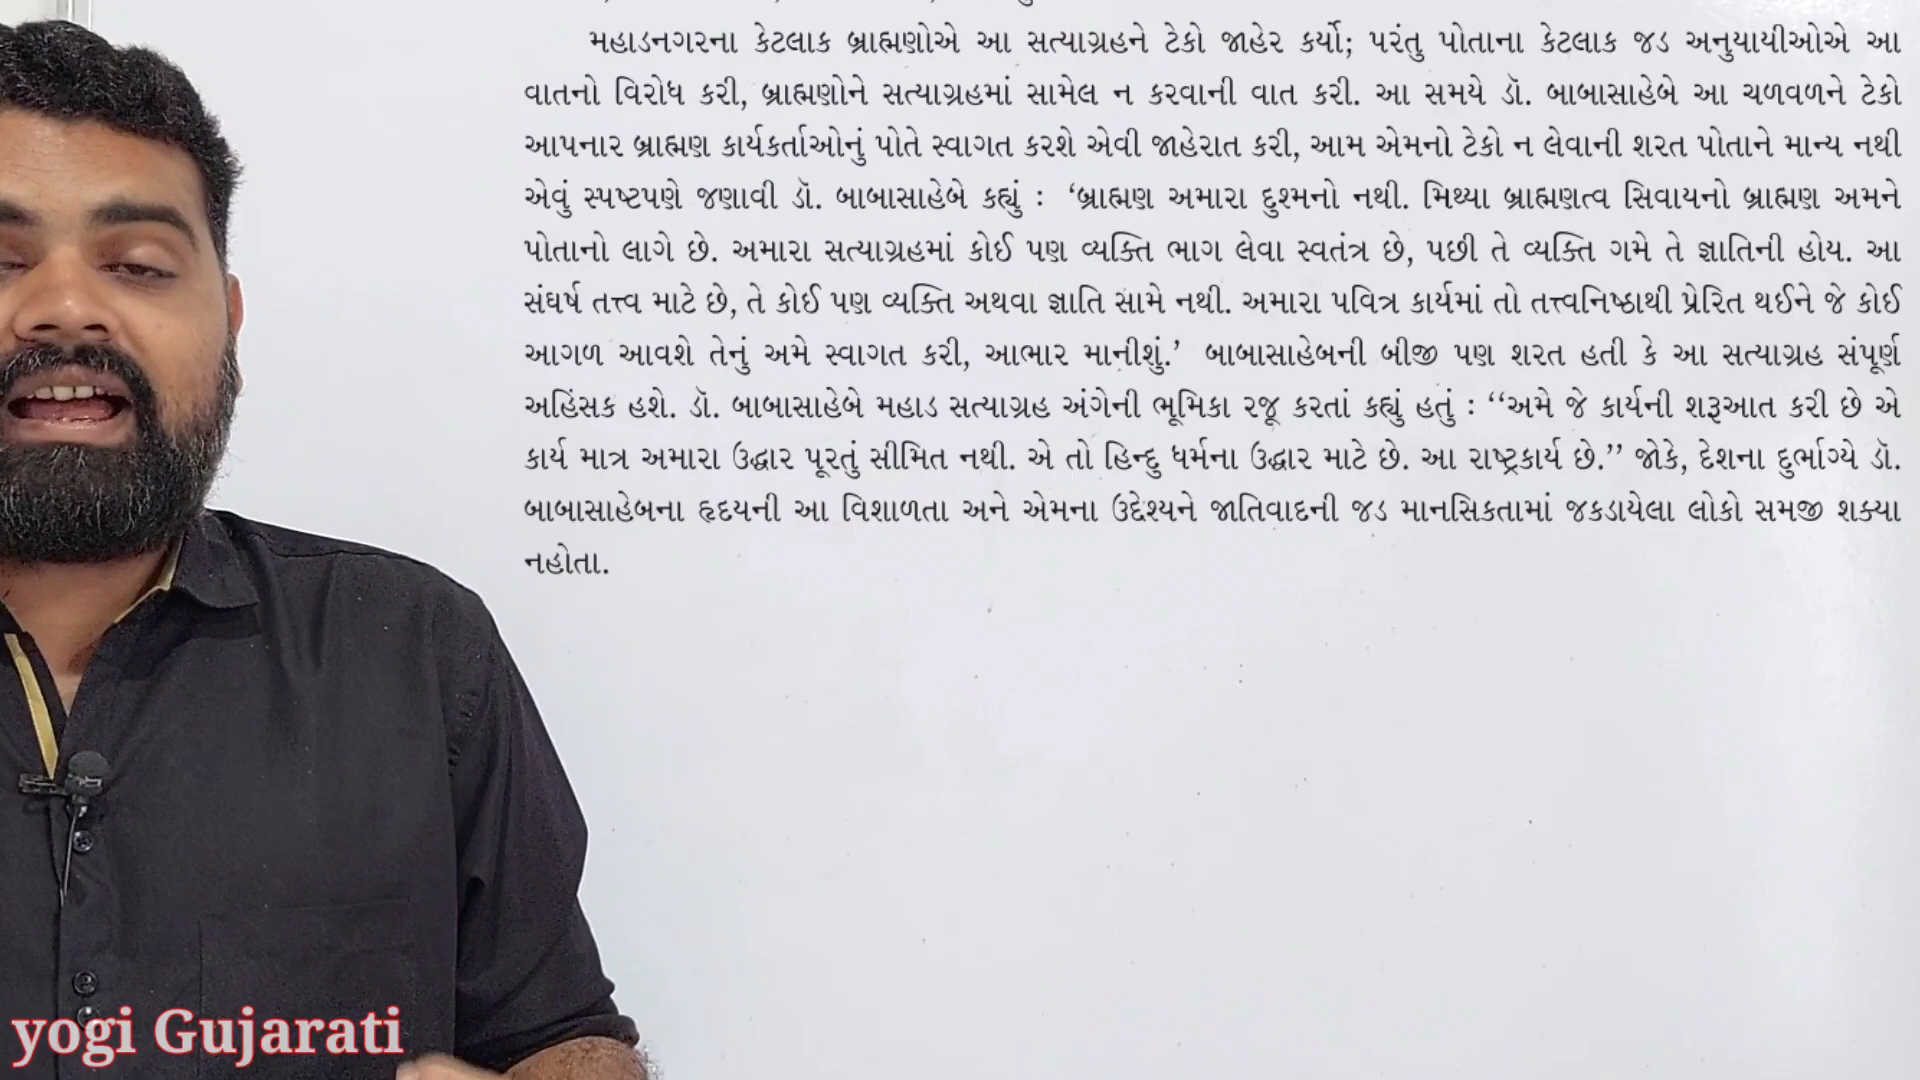 મહાડનગરના કેટલાક બ્રાહ્મણોએ આ સત્યાગ્રહને ટેકો જાહેર કર્યો; પરંતુ પોતાના કેટલાક જડ અનુયાયીઓએ આ
વાતનો વિરોધ કરી, બ્રાહ્મણોને સત્યાગ્રહમાં સામેલ ન કરવાની વાત કરી. આ સમયે ડૉ. બાબાસાહેબે આ ચળવળને ટેકો
આપનાર બ્રાહ્મણ કાર્યકર્તાઓનું પોતે સ્વાગત કરશે એવી જાહેરાત કરી, આમ એમનો ટેકો ન લેવાની શરત પોતાને માન્ય નથી
એવું સ્પષ્ટપણે જણાવી ડૉ. બાબાસાહેબે કહ્યું : ‘બ્રાહ્મણ અમારા દુશ્મનો નથી. મિથ્યા બ્રાહ્મણત્વ સિવાયનો બ્રાહ્મણ અમને
પોતાનો લાગે છે. અમારા સત્યાગ્રહમાં કોઈ પણ વ્યક્તિ ભાગ લેવા સ્વતંત્ર છે, પછી તે વ્યક્તિ ગમે તે જ્ઞાતિની હોય. આ
સંઘર્ષ તત્ત્વ માટે છે, તે કોઈ પણ વ્યક્તિ અથવા જ્ઞાતિ સામે નથી. અમારા પવિત્ર કાર્યમાં તો તત્ત્વનિષ્ઠાથી પ્રેરિત થઈને જે કોઈ
આગળ આવશે તેનું અમે સ્વાગત કરી, આભાર માનીશું.’ બાબાસાહેબની બીજી પણ શરત હતી કે આ સત્યાગ્રહ સંપૂર્ણ
અહિંસક હશે. ડૉ. બાબાસાહેબે મહાડ સત્યાગ્રહ અંગેની ભૂમિકા રજૂ કરતાં કહ્યું હતું : ‘‘અમે જે કાર્યની શરૂઆત કરી છે એ
કાર્ય માત્ર અમારા ઉદ્ધાર પૂરતું સીમિત નથી. એ તો હિન્દુ ધર્મના ઉદ્ધાર માટે છે. આ રાષ્ટ્રકાર્ય છે.’’ જોકે, દેશના દુર્ભાગ્યે ડૉ.
બાબાસાહેબના હૃદયની આ વિશાળતા અને એમના ઉદ્દેશ્યને જાતિવાદની જડ માનસિકતામાં જકડાયેલા લોકો સમજી શક્યા
નહોતા.
yogi Gujarati